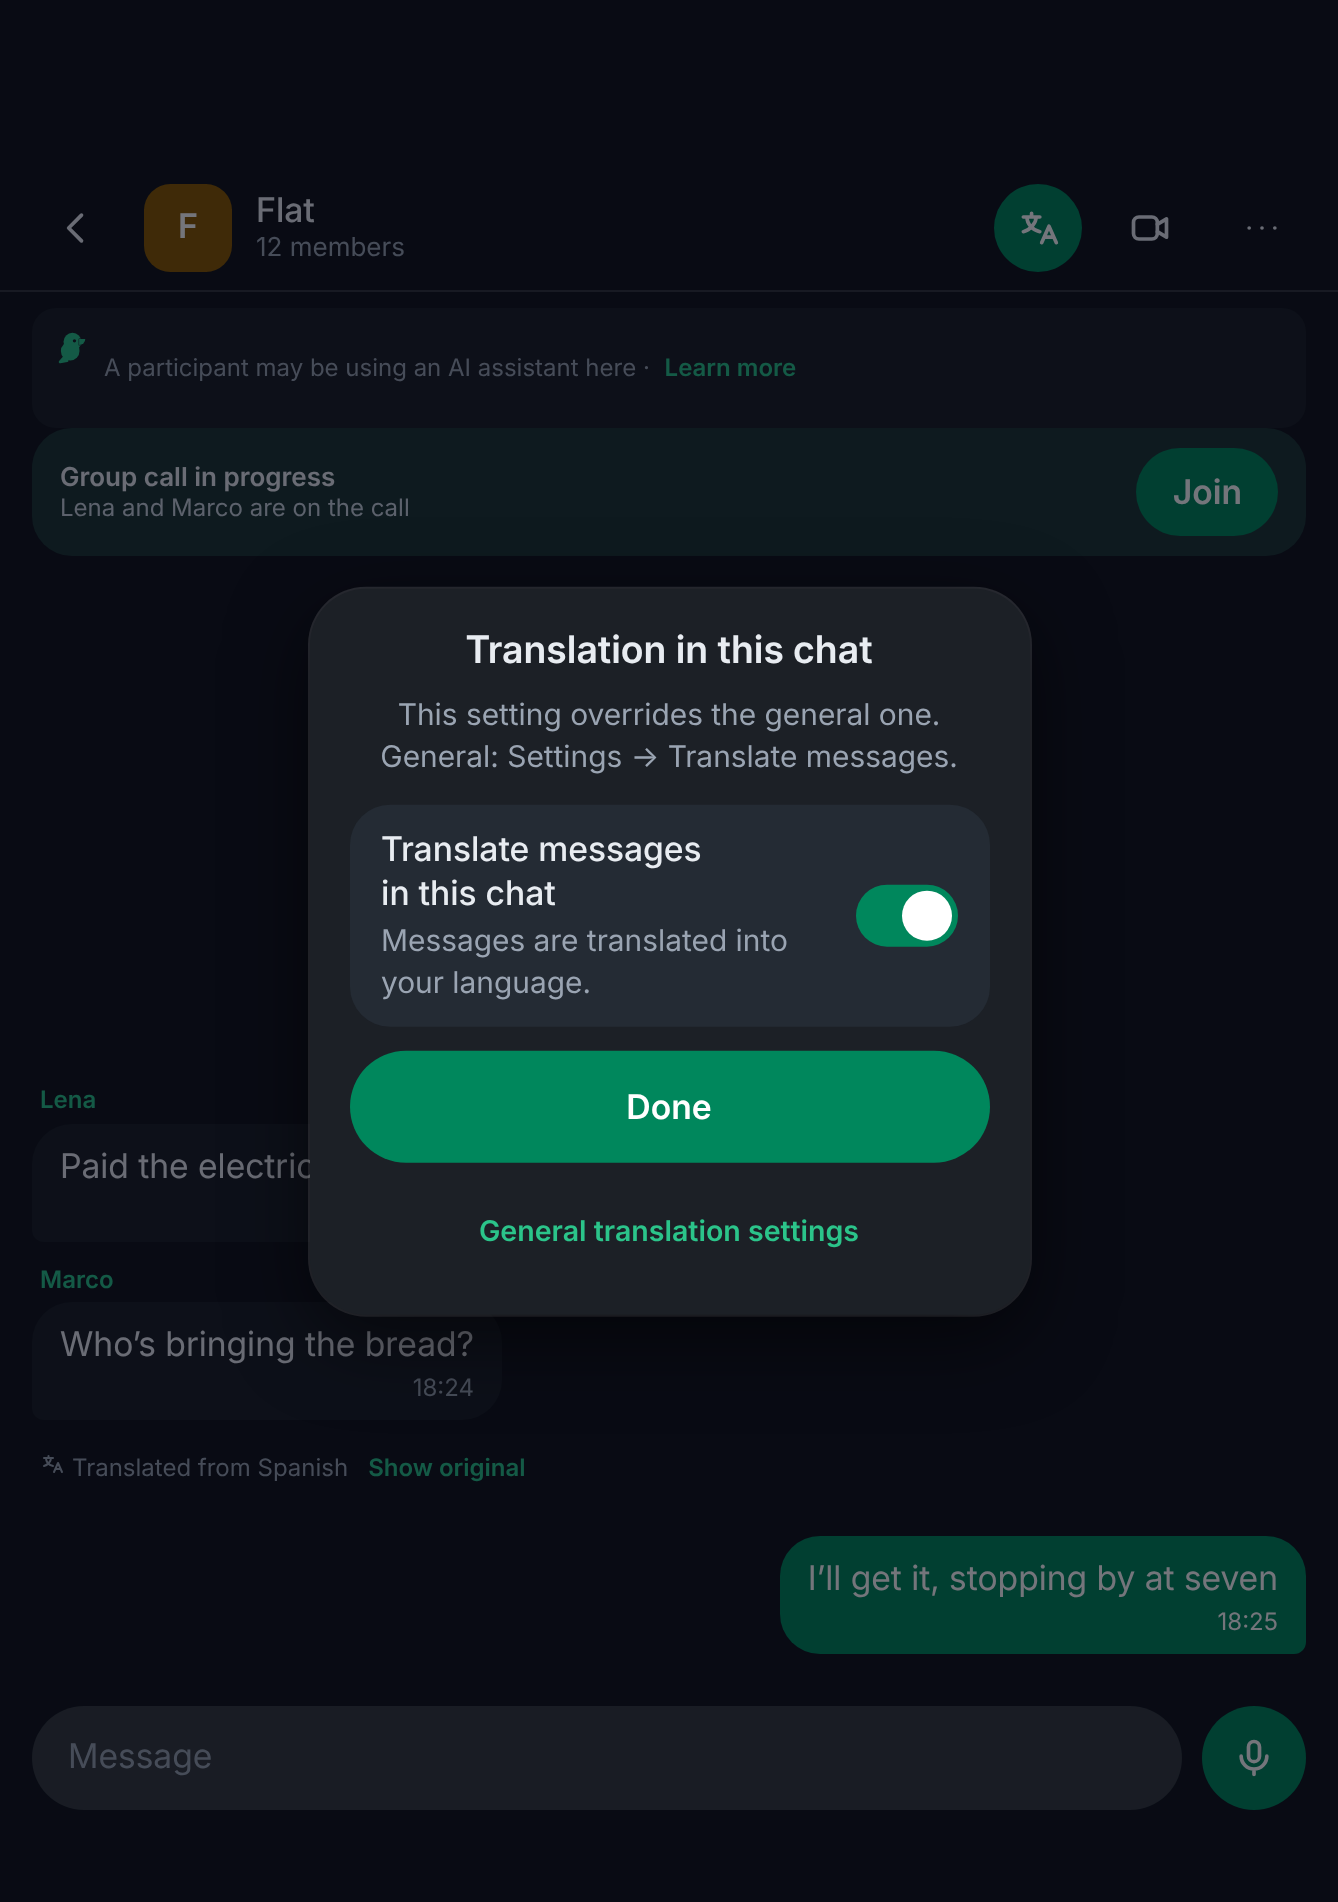 F
Flat
12 members
A participant may be using an AI assistant here · Learn more
Group call in progress
Lena and Marco are on the call
Join
Translation in this chat
This setting overrides the general one.
General: Settings → Translate messages.
Translate messages
in this chat
Messages are translated into
your language.
Done
General translation settings
Lena
Paid the electric
Marco
Who’s bringing the bread?
18:24
Translated from Spanish Show original
I’ll get it, stopping by at seven
18:25
Message